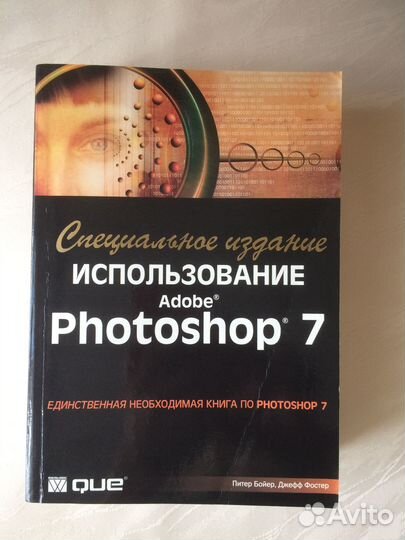 Специальное издание
ИСПОЛЬЗОВАНИЕ
Adobe®
Photoshop® 7
ЕДИНСТВЕННАЯ НЕОБХОДИМАЯ КНИГА ПО PHOTOSHOP 7
que®
Питер Бойер, Джефф Фостер
Avito